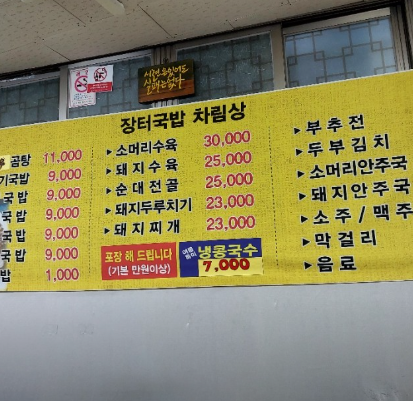 장터국밥 차림상
곰탕 11,000
기국밥 9,000
국밥 9,000
국밥 9,000
국밥 9,000
국밥 9,000
밥 1,000
▸소머리수육 30,000
▸돼지수육 25,000
▸순대전골 25,000
▸돼지두루치기 23,000
▸돼지찌개 23,000
포장 해 드립니다
(기본 만원이상)
여름특미 냉용국수
7,000
▸부추전
▸두부김치
▸소머리안주국
▸돼지안주국
▸소주/맥주
▸막걸리
▸음료